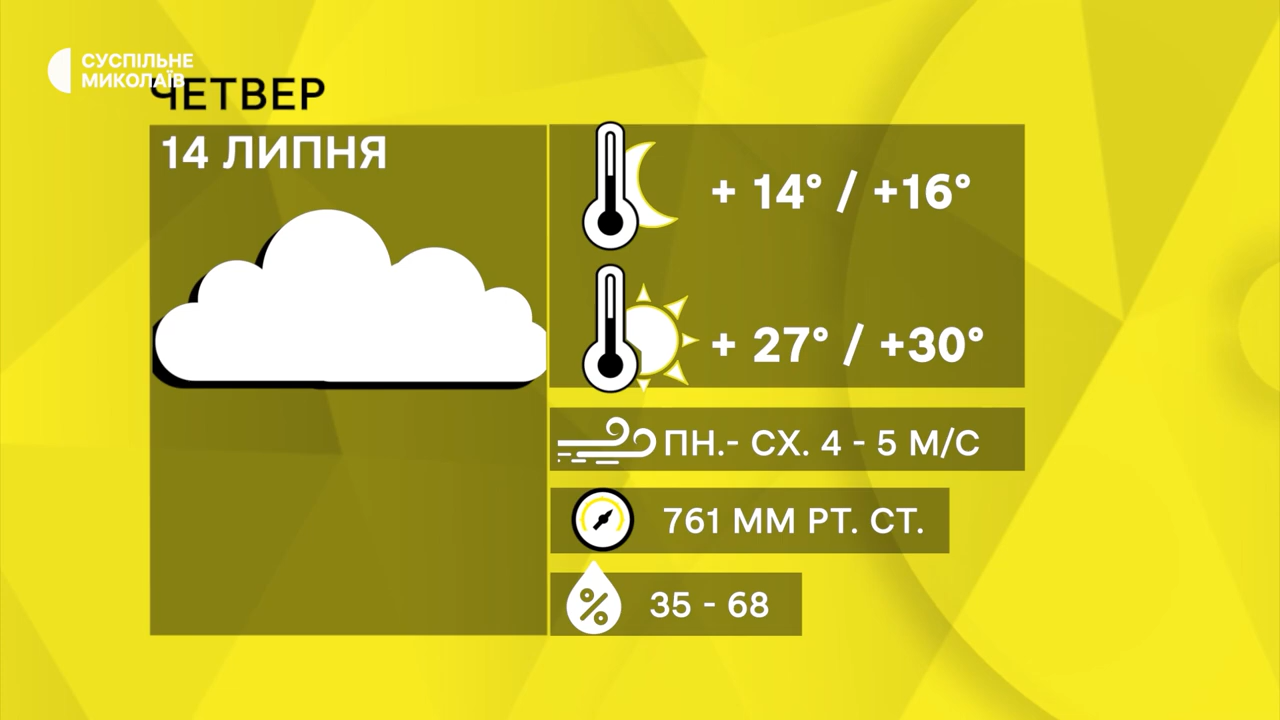 СУСПІЛЬНЕ
МИКОЛАЇВ
ЧЕТВЕР
14 ЛИПНЯ
+ 14° / +16°
+ 27° / +30°
ПН.- СХ. 4 - 5 М/С
761 ММ РТ. СТ.
% 35 - 68